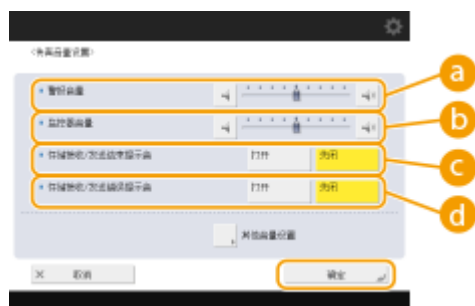 <传真音量设置>
警报音量
a
监控器音量
b
存储接收/发送结束提示音 打开 关闭
c
存储接收/发送错误提示音 打开 关闭
d
其他音量设置
× 取消 确定